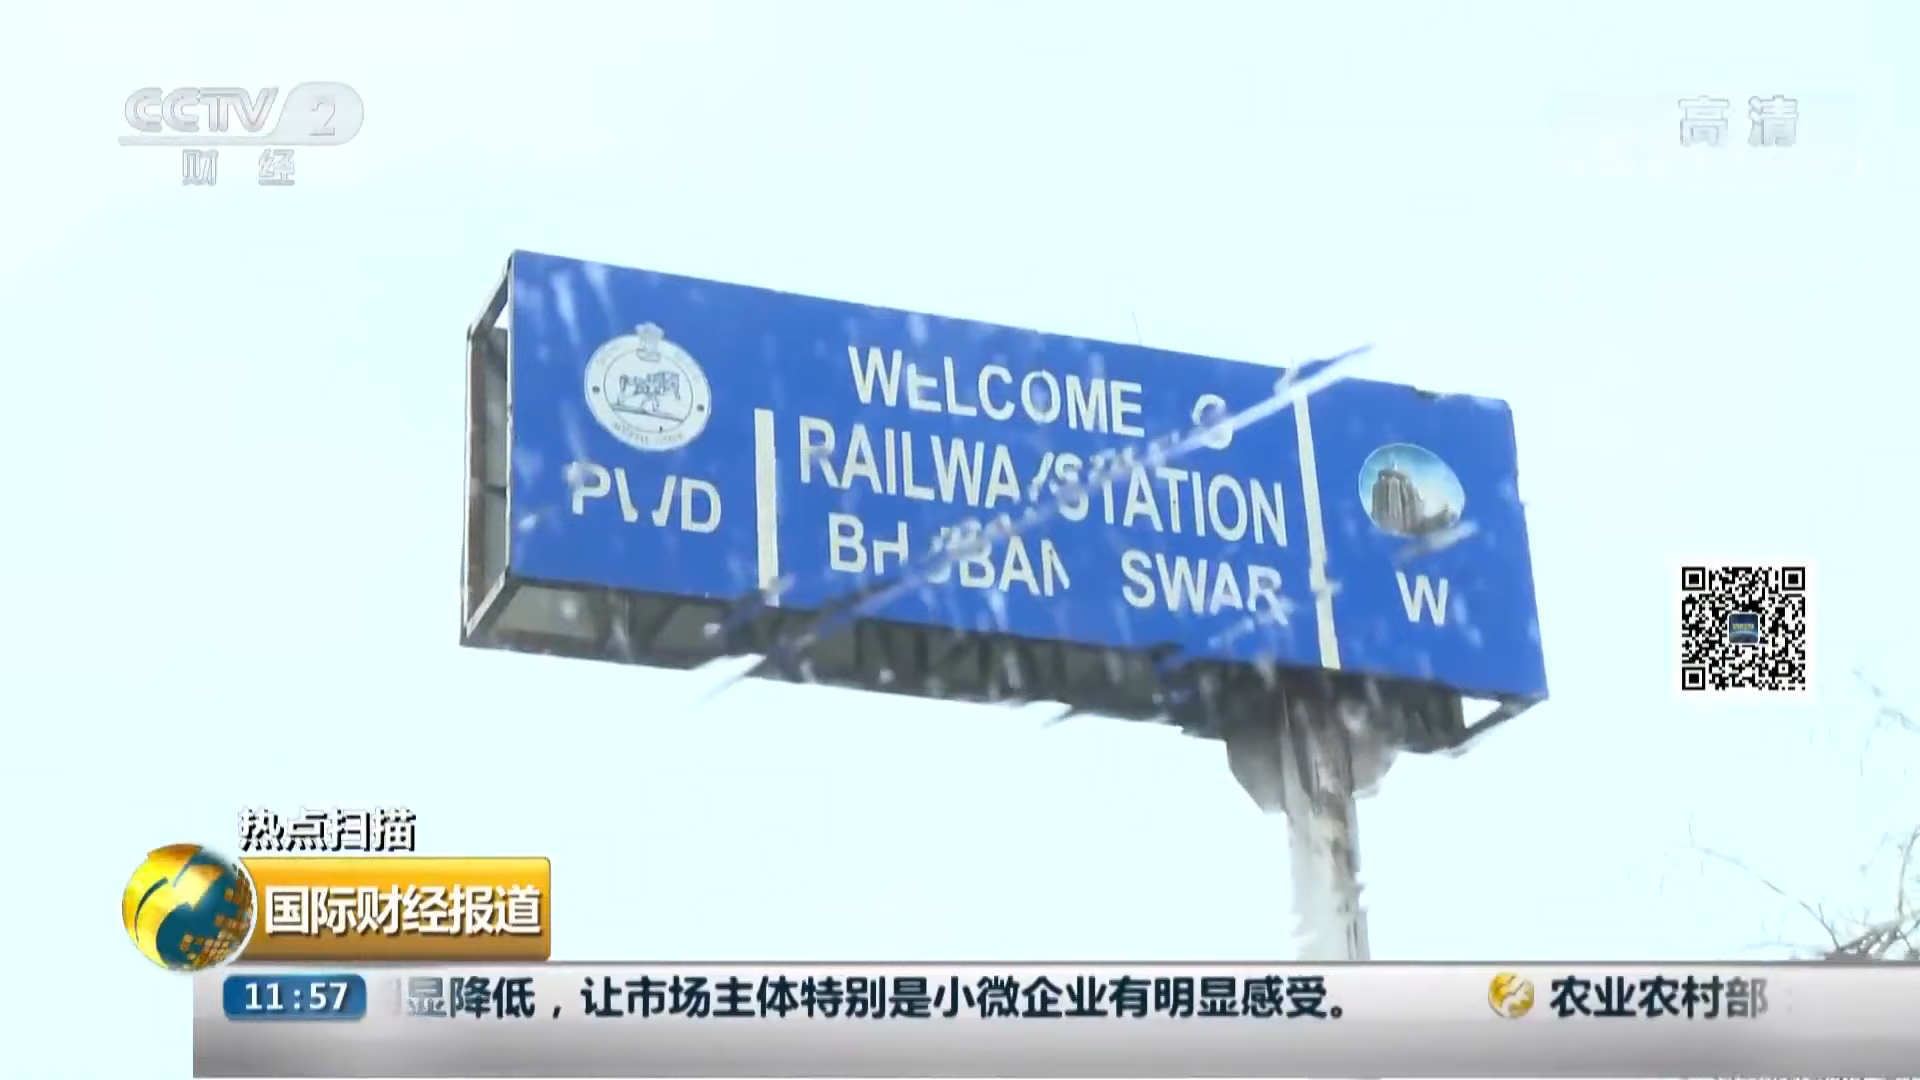 CCTV 2
财 经
高 清
WELCOME
RAILWAY STATION
PWD
SWAR
W
热点扫描
国际财经报道
11:57
显降低，让市场主体特别是小微企业有明显感受。
农业农村部